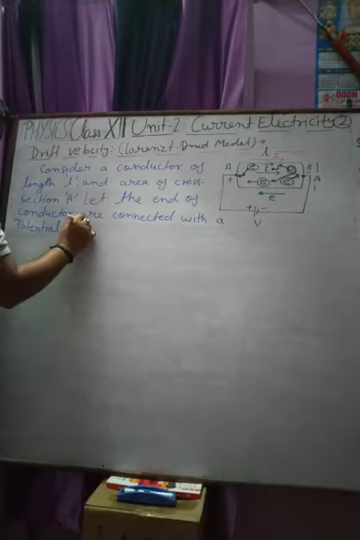 PHYSICS Class XII Unit-2 Current Electricity ②
Drift velocity: (Lorenzt-Drud Model) :
Consider a conductor of
length 'l' and area of cross-
section 'A' Let the end of
conductor are connected with a
Potential
l
A
B
A
+ -
V